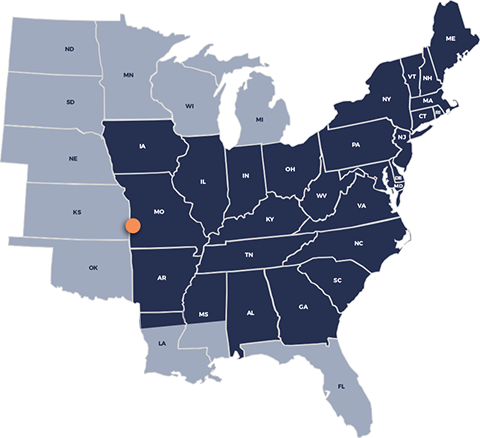 ME
ND
MN
VT
NH
WI
SD
NY
MA
MI
CT
RI
NJ
IA
PA
NE
OH
IL
IN
DE
MD
WV
KS
MO
VA
KY
NC
TN
OK
AR
SC
GA
MS
AL
LA
FL